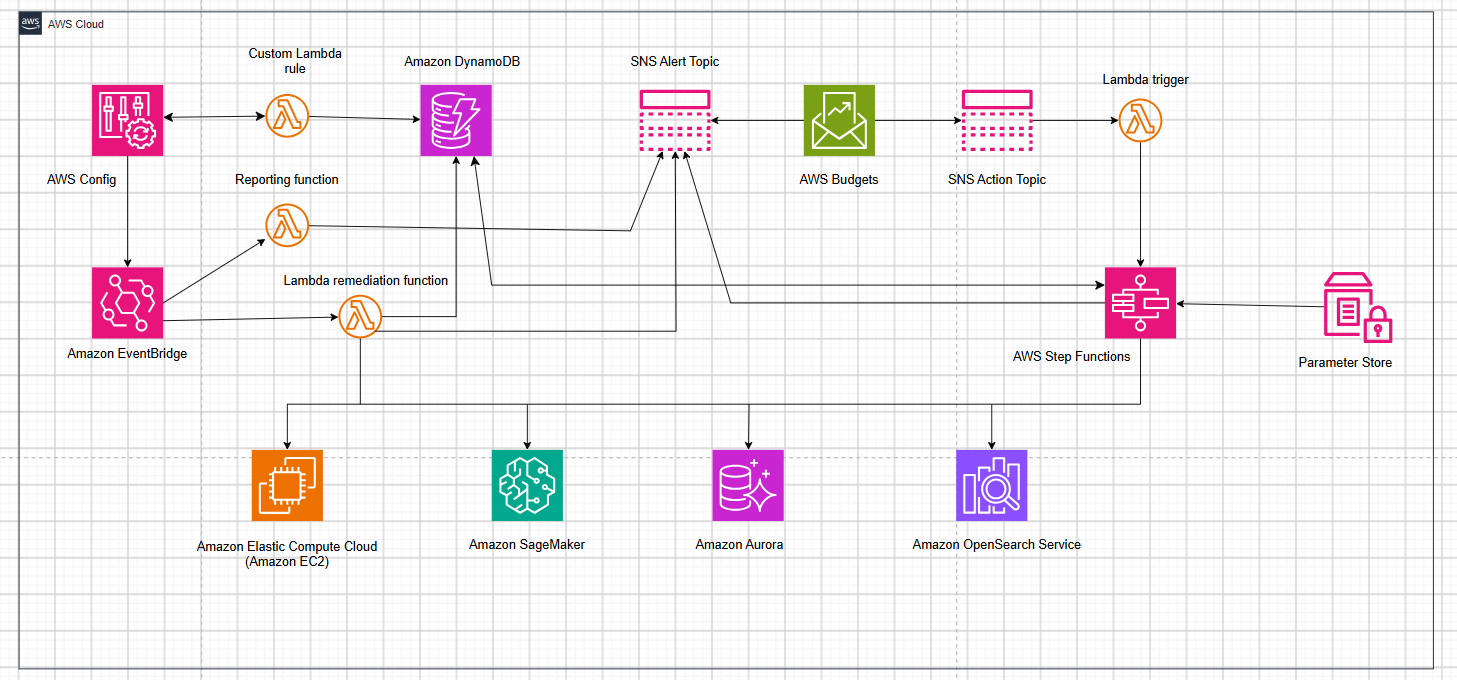 aws
AWS Cloud
Custom Lambda
rule
Amazon DynamoDB
SNS Alert Topic
Lambda trigger
AWS Config
Reporting function
AWS Budgets
SNS Action Topic
Lambda remediation function
Amazon EventBridge
AWS Step Functions
Parameter Store
Amazon Elastic Compute Cloud
(Amazon EC2)
Amazon SageMaker
Amazon Aurora
Amazon OpenSearch Service